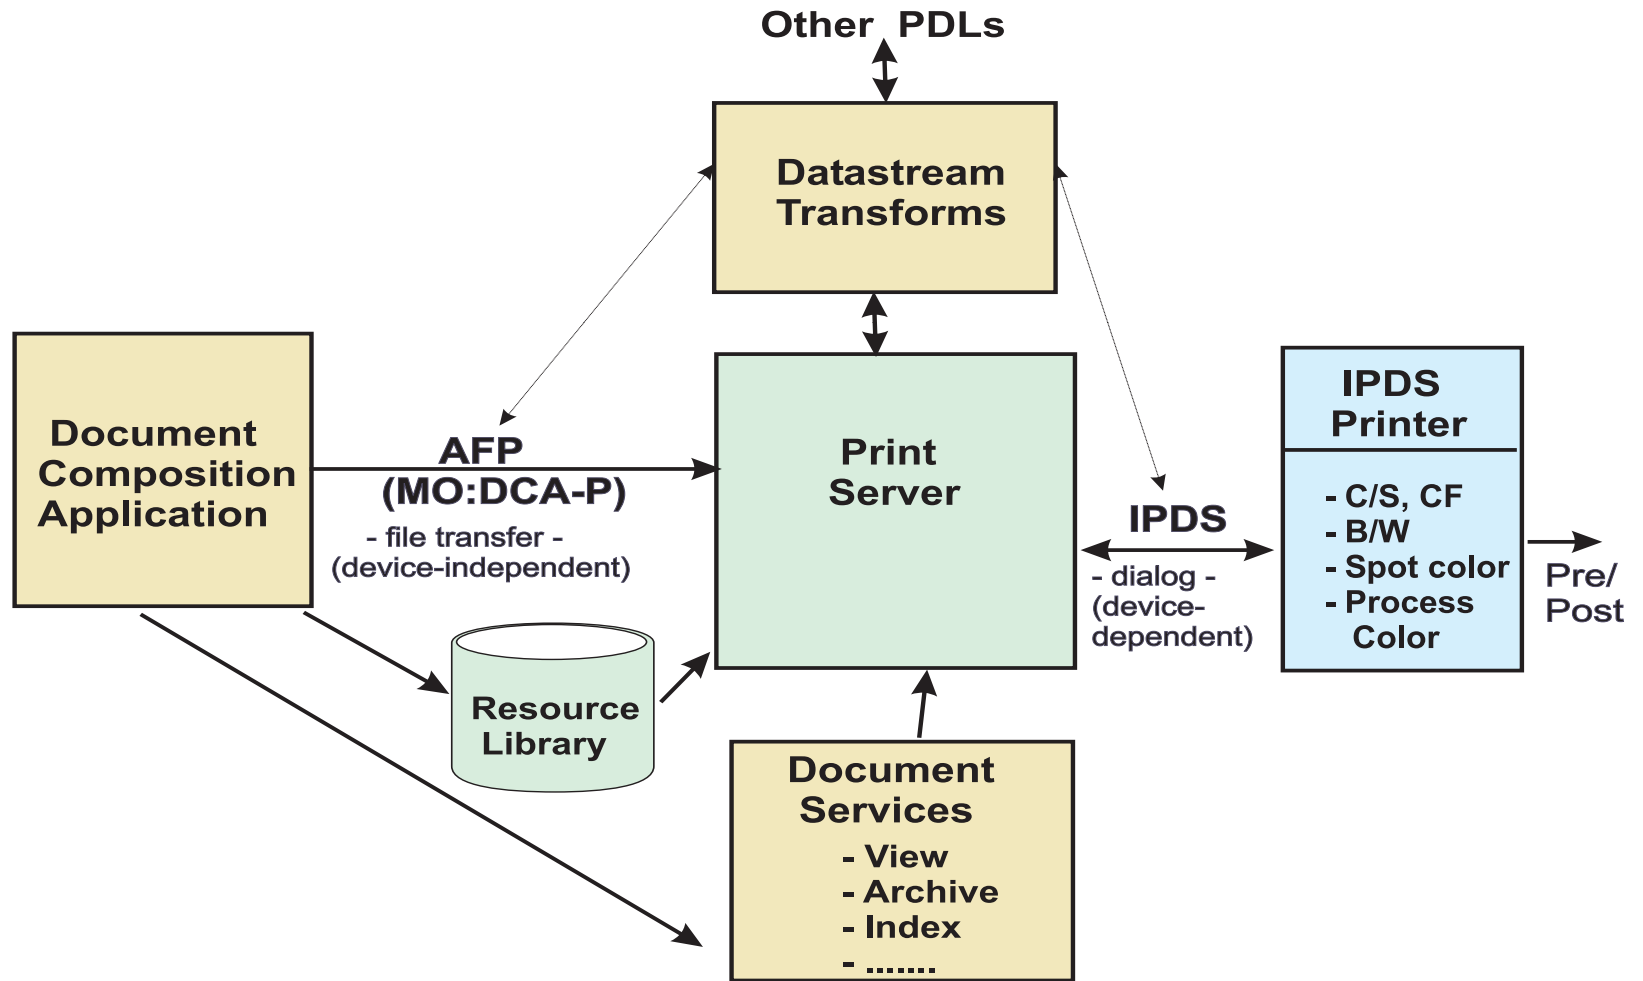 Other PDLs
Datastream
Transforms
Document
Composition
Application
AFP
(MO:DCA-P)
- file transfer -
(device-independent)
Print
Server
IPDS
- dialog -
(device-
dependent)
IPDS
Printer
- C/S, CF
- B/W
- Spot color
- Process
Color
Pre/
Post
Resource
Library
Document
Services
- View
- Archive
- Index
- .......